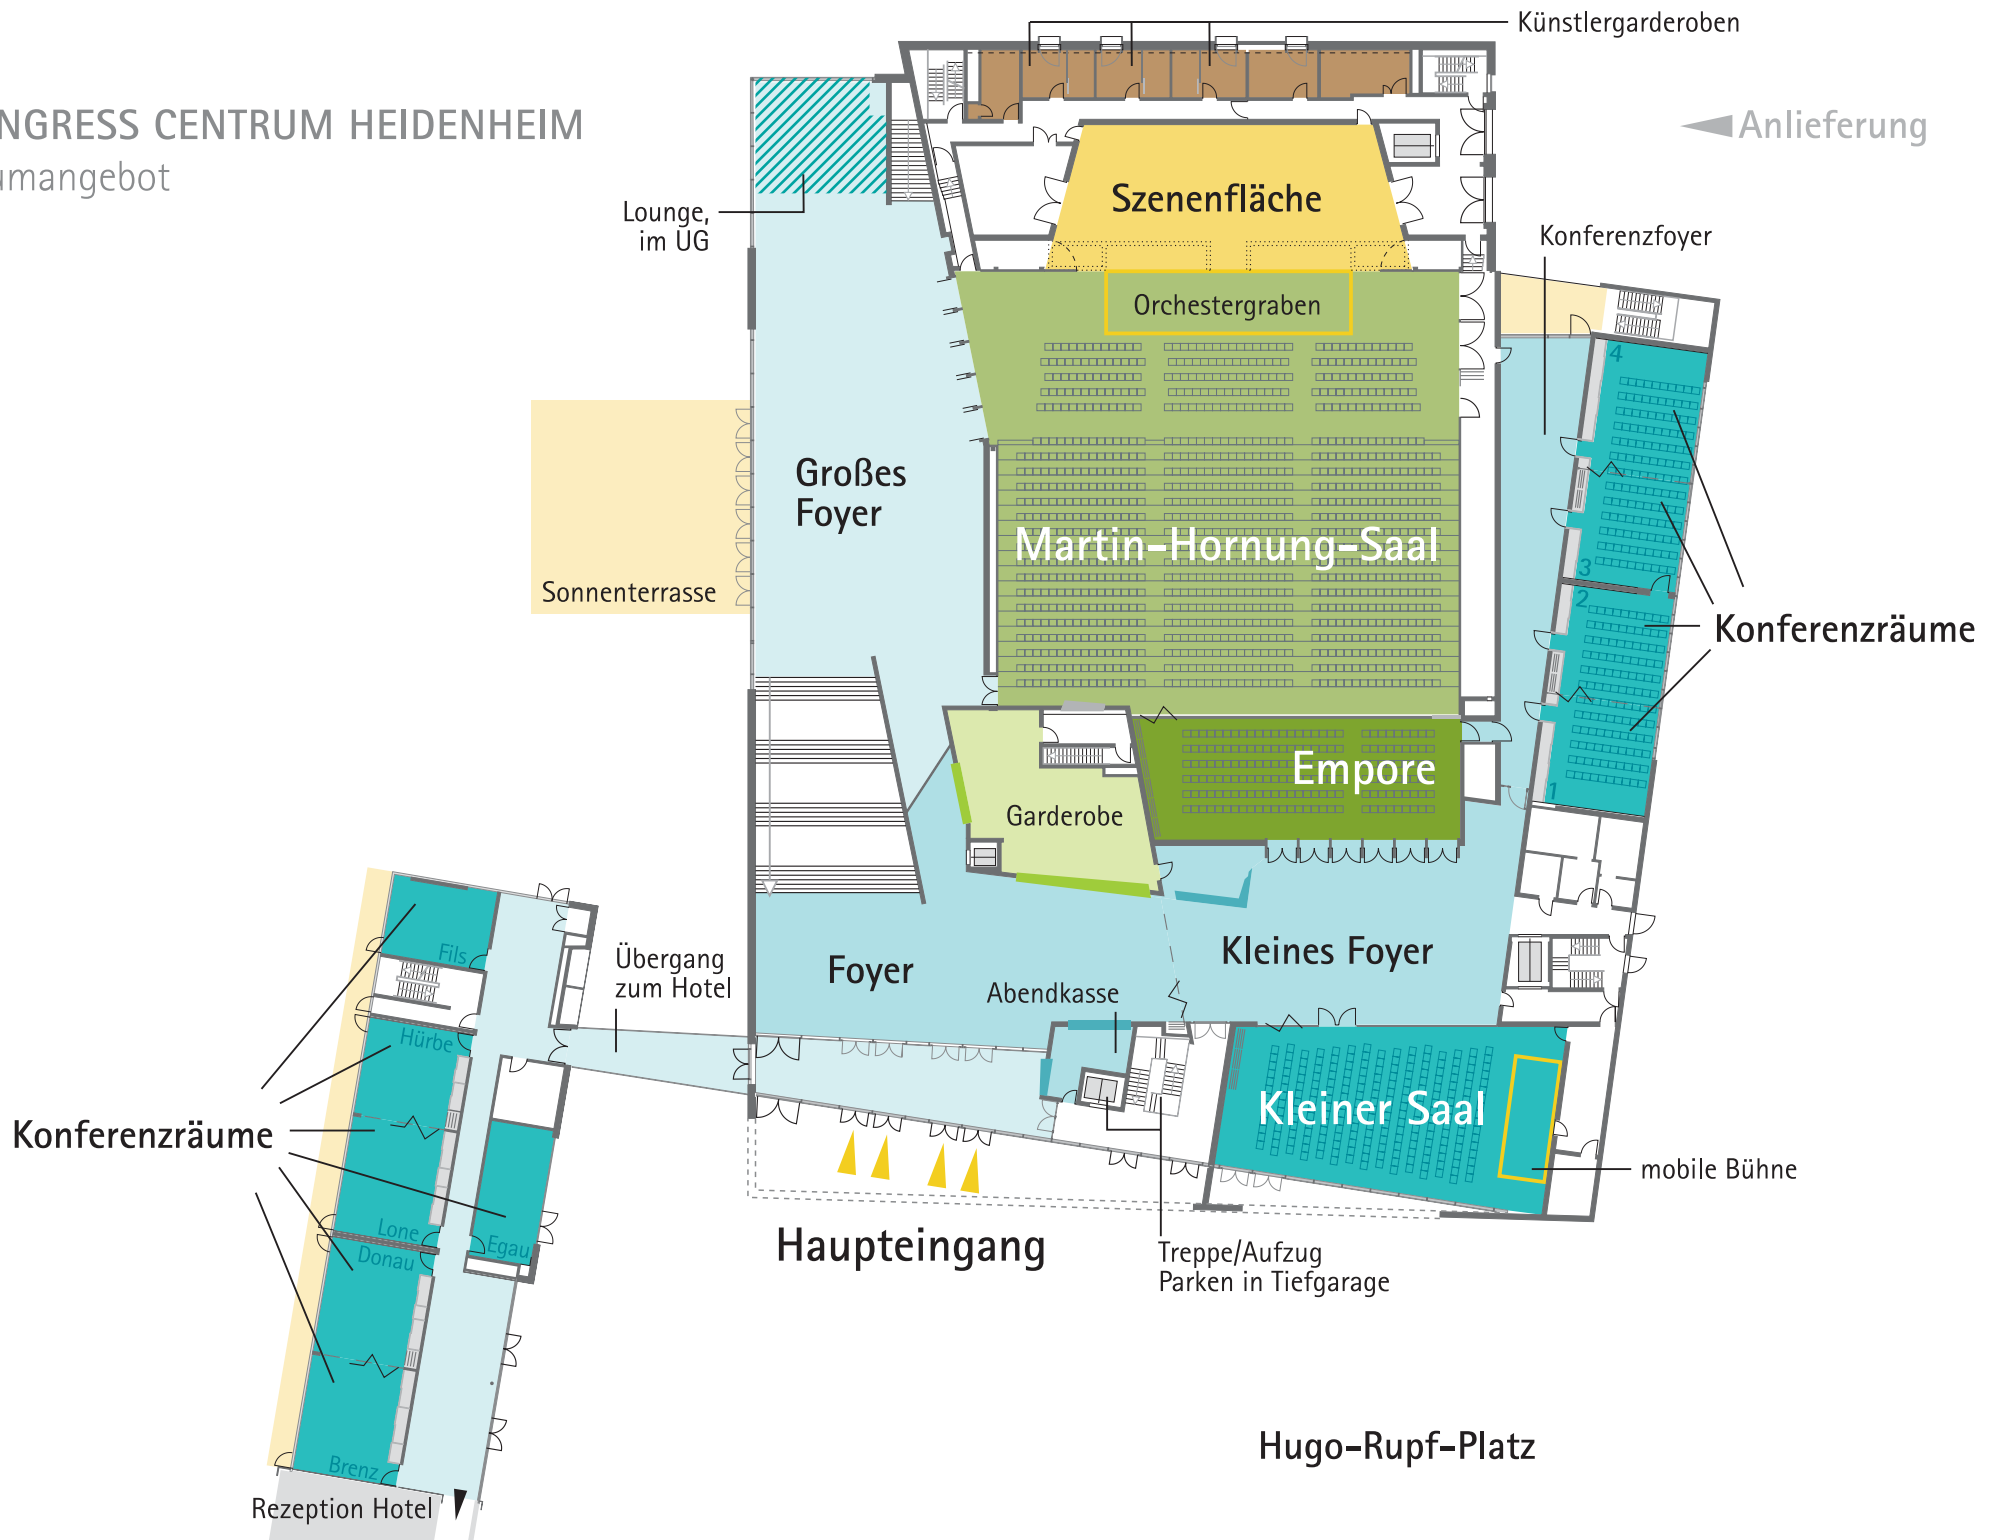 NGRESS CENTRUM HEIDENHEIM
umangebot
Künstlergarderoben
Anlieferung
Szenenfläche
Lounge,
im UG
Konferenzfoyer
Orchestergraben
4
Großes
Foyer
Martin-Hornung-Saal
3
2
Sonnenterrasse
Konferenzräume
1
Empore
Garderobe
Fils
Übergang
zum Hotel
Foyer
Kleines Foyer
Abendkasse
Hürbe
Kleiner Saal
Konferenzräume
mobile Bühne
Lone
Egau
Donau
Haupteingang
Treppe/Aufzug
Parken in Tiefgarage
Brenz
Hugo-Rupf-Platz
Rezeption Hotel